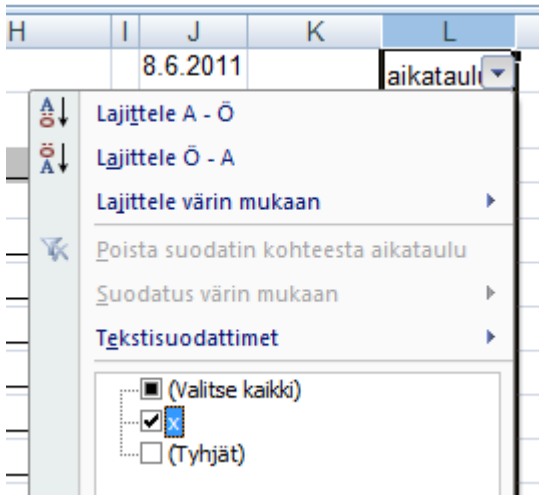 H I J K L
8.6.2011 aikataulu
Lajittele A - Ö
Lajittele Ö - A
Lajittele värin mukaan
Poista suodatin kohteesta aikataulu
Suodatus värin mukaan
Tekstisuodattimet
(Valitse kaikki)
x
(Tyhjät)